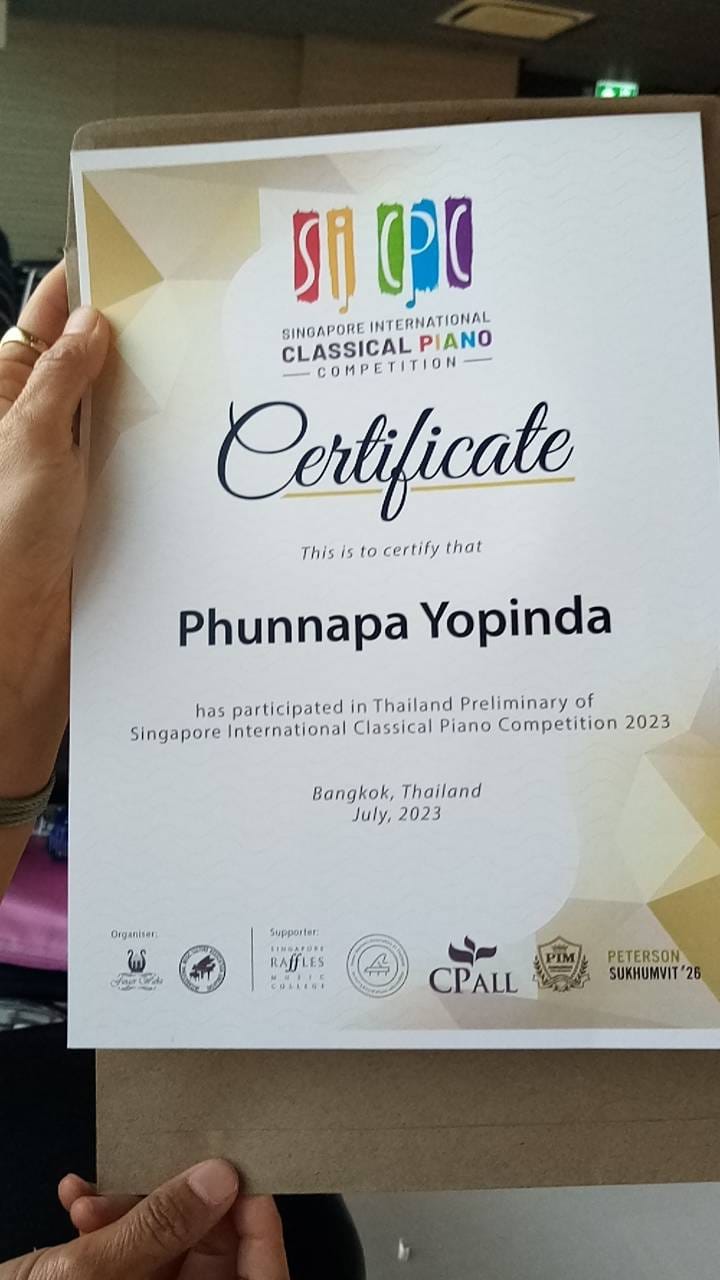 Si CPC
SINGAPORE INTERNATIONAL
CLASSICAL PIANO
COMPETITION
Certificate
This is to certify that
Phunnapa Yopinda
has participated in Thailand Preliminary of
Singapore International Classical Piano Competition 2023
Bangkok, Thailand
July, 2023
Organiser:
Supporter:
SINGAPORE
RAffLES
MUSIC
COLLEGE
CPALL
PIM
PETERSON
SUKHUMVIT '26